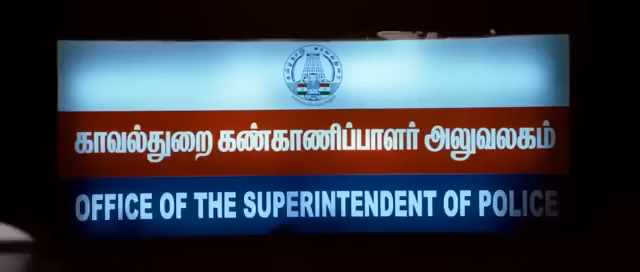 காவல்துறை கண்காணிப்பாளர் அலுவலகம்
OFFICE OF THE SUPERINTENDENT OF POLICE